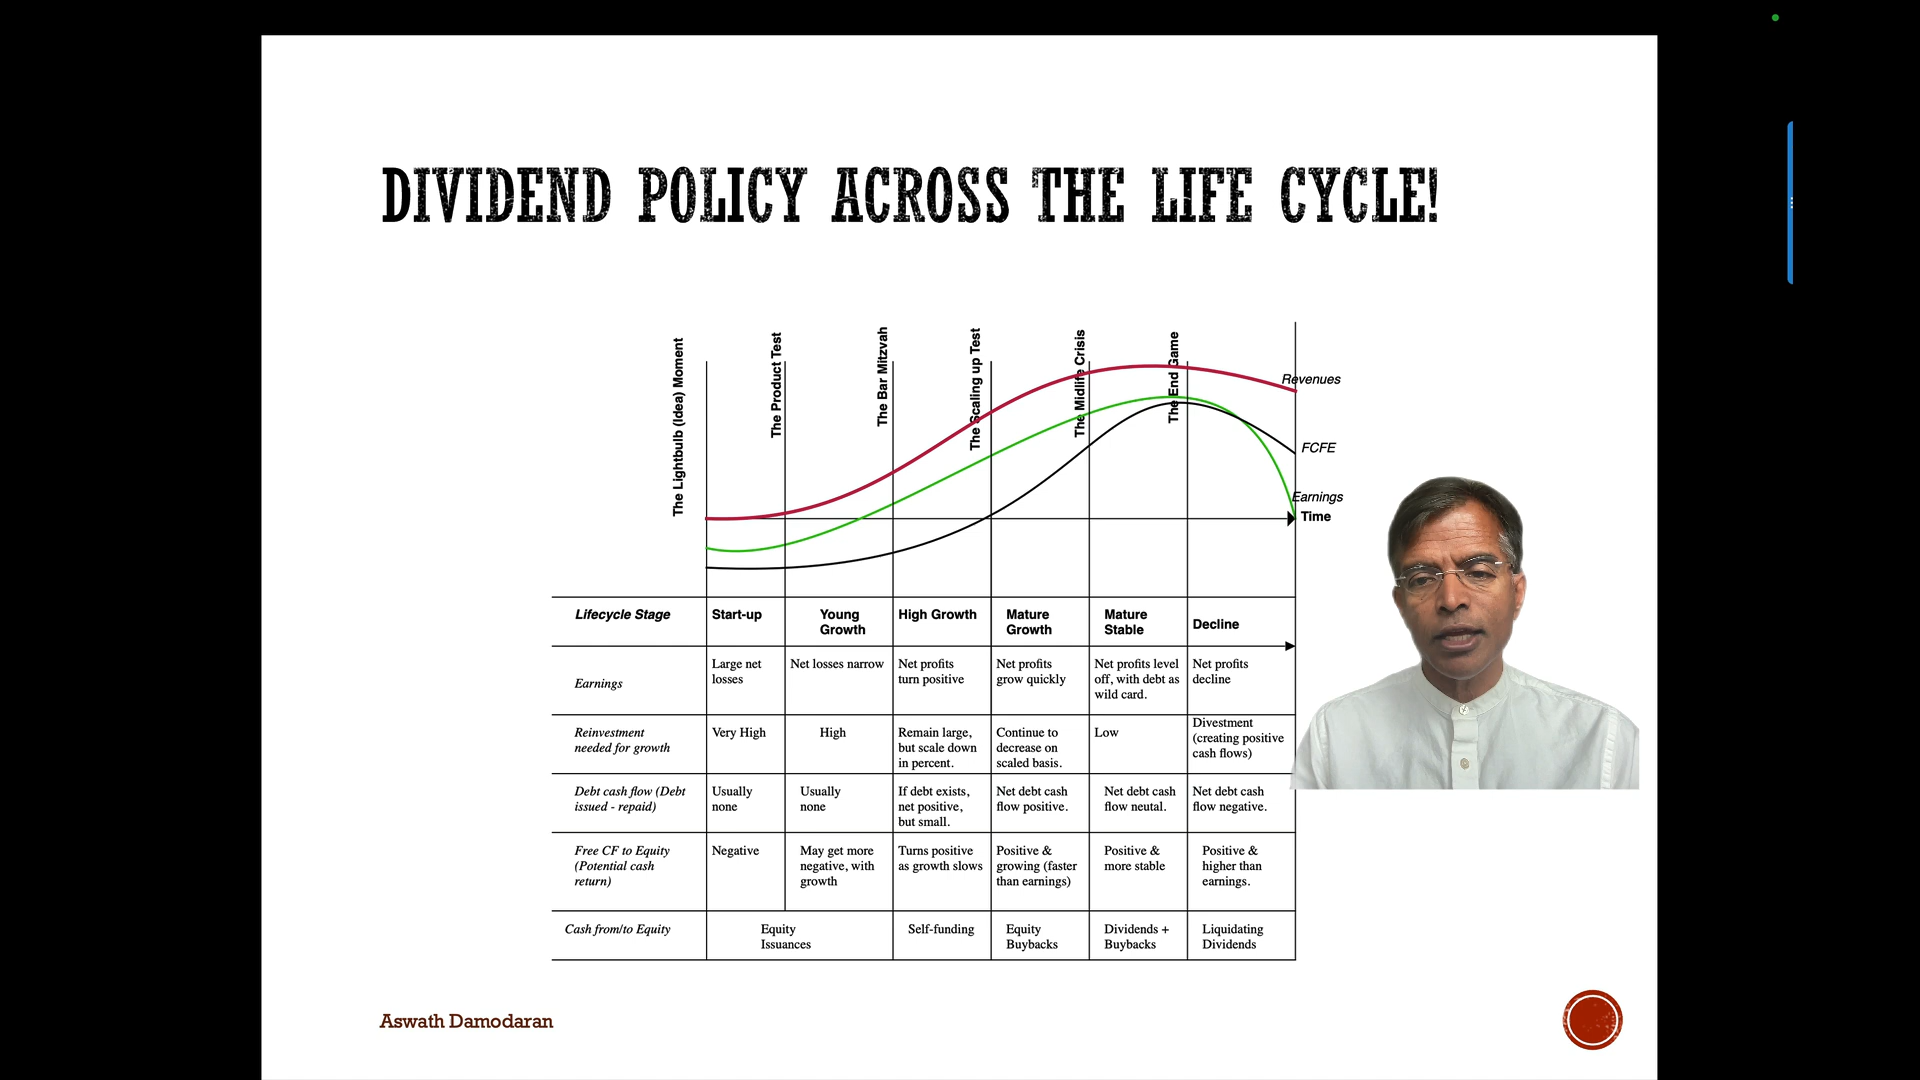 DIVIDEND POLICY ACROSS THE LIFE CYCLE!
The Lightbulb (Idea) Moment
The Product Test
The Bar Mitzvah
The Scaling up Test
The Midlife Crisis
The End Game
Revenues
FCFE
Earnings
Time
Lifecycle Stage
Start-up
Young
Growth
High Growth
Mature
Growth
Mature
Stable
Decline
Earnings
Large net
losses
Net losses narrow
Net profits
turn positive
Net profits
grow quickly
Net profits level
off, with debt as
wild card.
Net profits
decline
Reinvestment
needed for growth
Very High
High
Remain large,
but scale down
in percent.
Continue to
decrease on
scaled basis.
Low
Divestment
(creating positive
cash flows)
Debt cash flow (Debt
issued - repaid)
Usually
none
Usually
none
If debt exists,
net positive,
but small.
Net debt cash
flow positive.
Net debt cash
flow neutal.
Net debt cash
flow negative.
Free CF to Equity
(Potential cash
return)
Negative
May get more
negative, with
growth
Turns positive
as growth slows
Positive &
growing (faster
than earnings)
Positive &
more stable
Positive &
higher than
earnings.
Cash from/to Equity
Equity
Issuances
Self-funding
Equity
Buybacks
Dividends +
Buybacks
Liquidating
Dividends
Aswath Damodaran